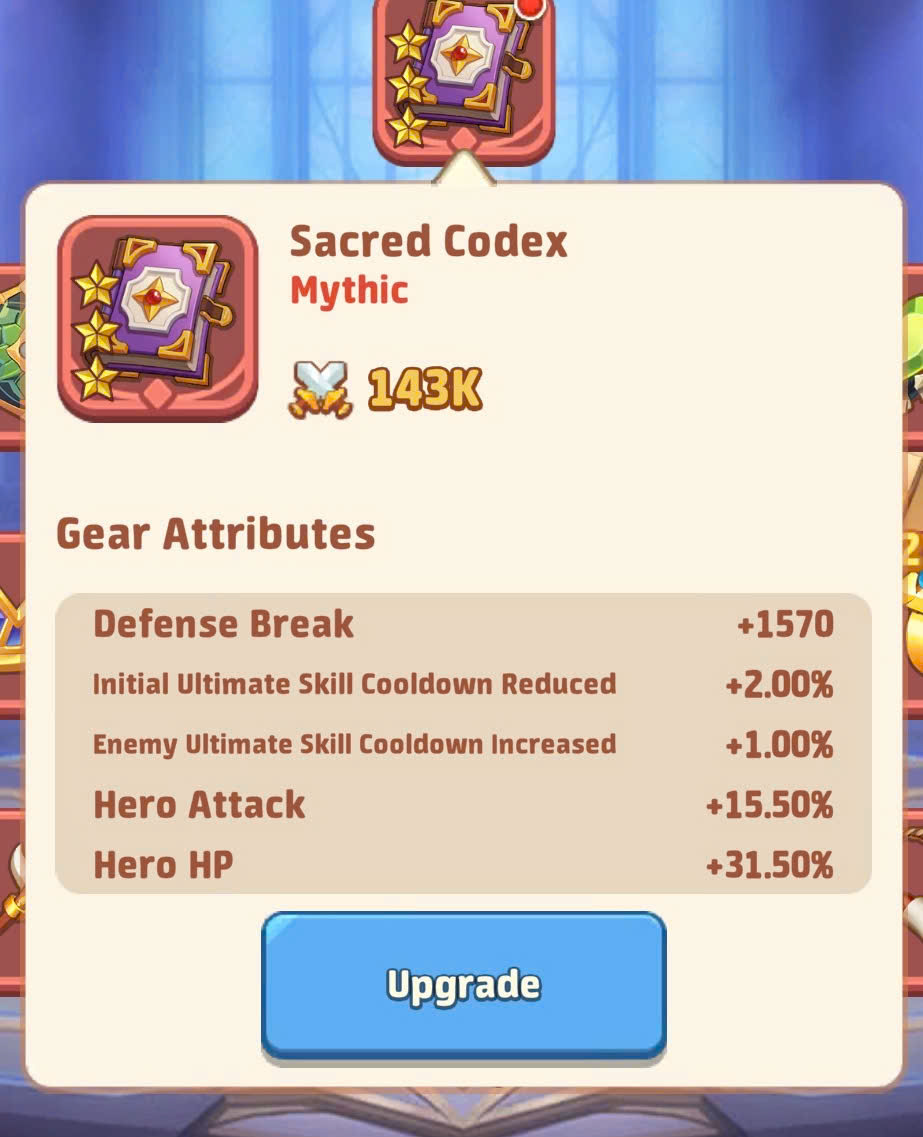 Sacred Codex
Mythic
143K
Gear Attributes
Defense Break +1570
Initial Ultimate Skill Cooldown Reduced +2.00%
Enemy Ultimate Skill Cooldown Increased +1.00%
Hero Attack +15.50%
Hero HP +31.50%
Upgrade